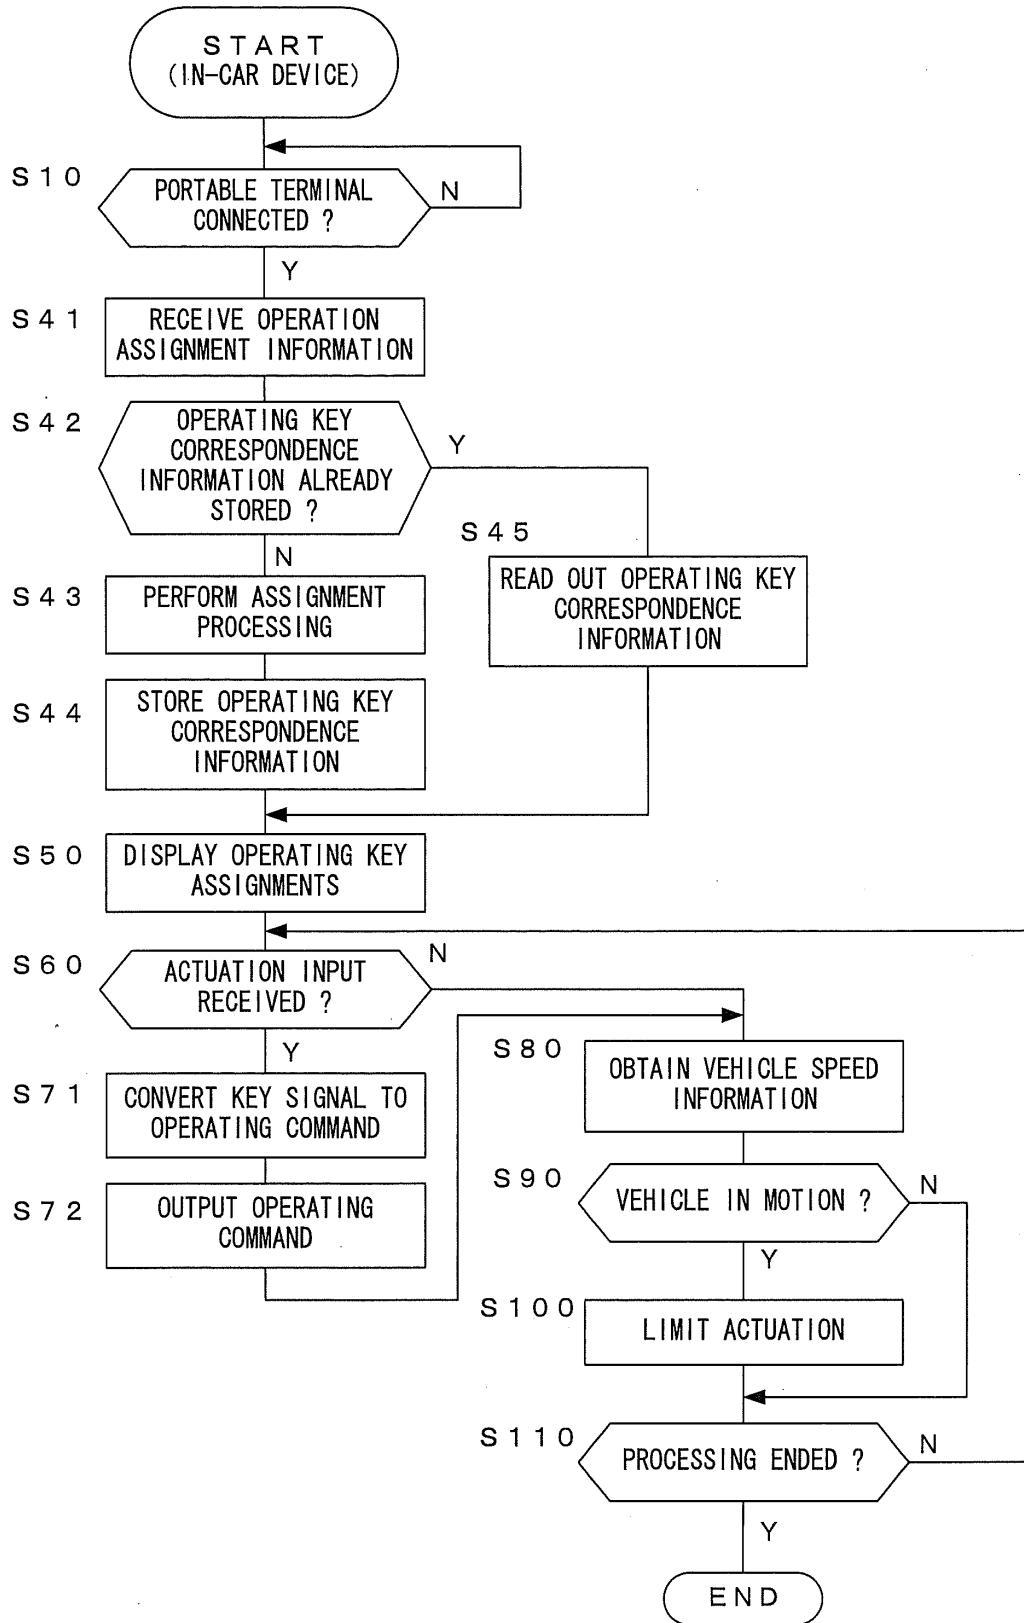 START
(IN-CAR DEVICE)
S10
PORTABLE TERMINAL
CONNECTED ?
N
Y
S41
RECEIVE OPERATION
ASSIGNMENT INFORMATION
S42
OPERATING KEY
CORRESPONDENCE
INFORMATION ALREADY
STORED ?
Y
N
S45
READ OUT OPERATING KEY
CORRESPONDENCE
INFORMATION
S43
PERFORM ASSIGNMENT
PROCESSING
S44
STORE OPERATING KEY
CORRESPONDENCE
INFORMATION
S50
DISPLAY OPERATING KEY
ASSIGNMENTS
S60
ACTUATION INPUT
RECEIVED ?
N
Y
S71
CONVERT KEY SIGNAL TO
OPERATING COMMAND
S72
OUTPUT OPERATING
COMMAND
S80
OBTAIN VEHICLE SPEED
INFORMATION
S90
VEHICLE IN MOTION ?
N
Y
S100
LIMIT ACTUATION
S110
PROCESSING ENDED ?
N
Y
END